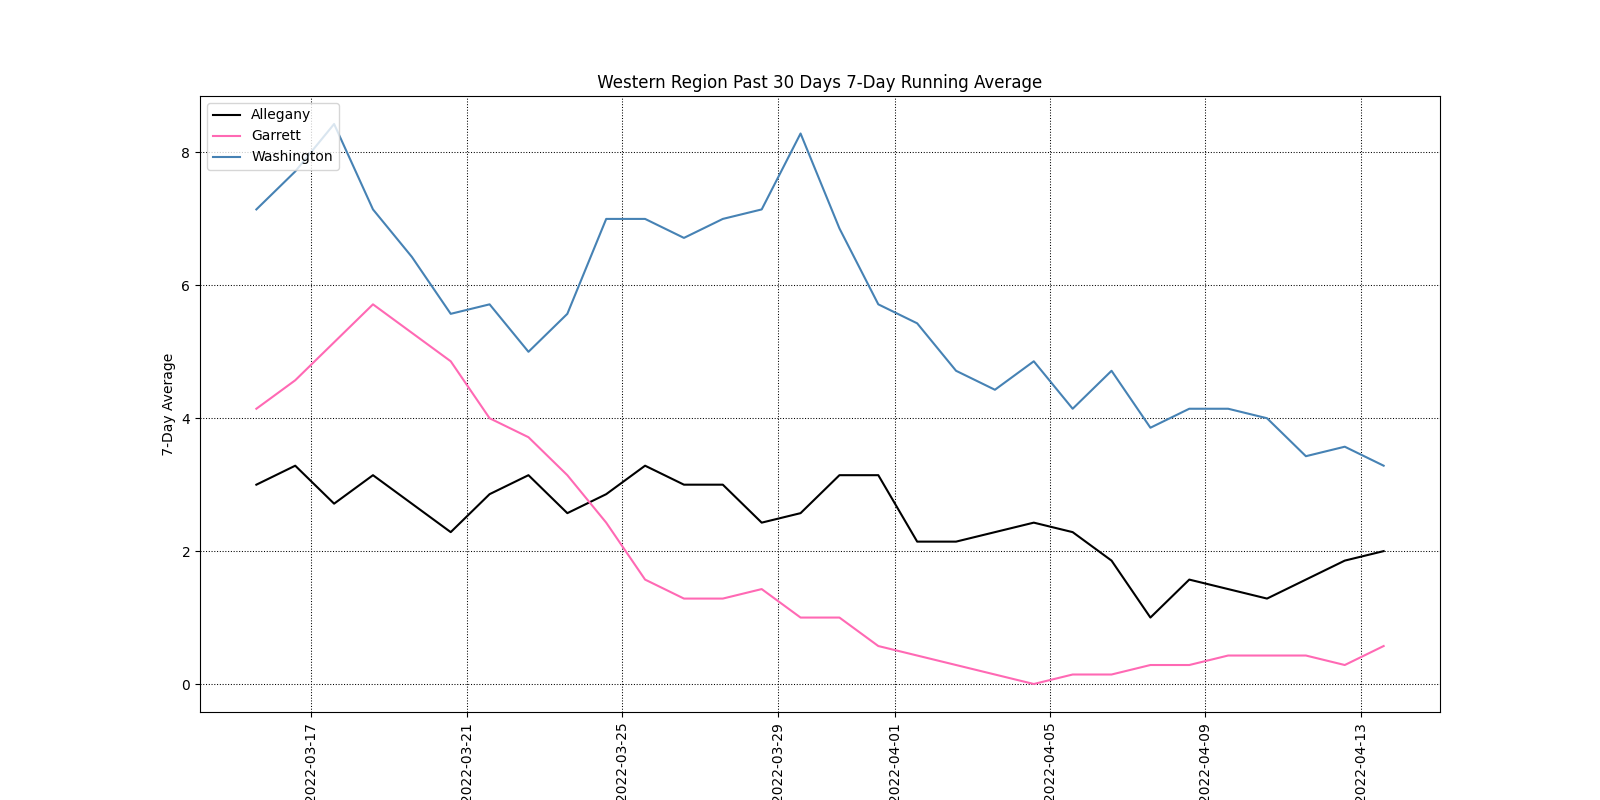 Western Region Past 30 Days 7-Day Running Average
Allegany
Garrett
Washington
7-Day Average
8
6
4
2
0
2022-03-17
2022-03-21
2022-03-25
2022-03-29
2022-04-01
2022-04-05
2022-04-09
2022-04-13